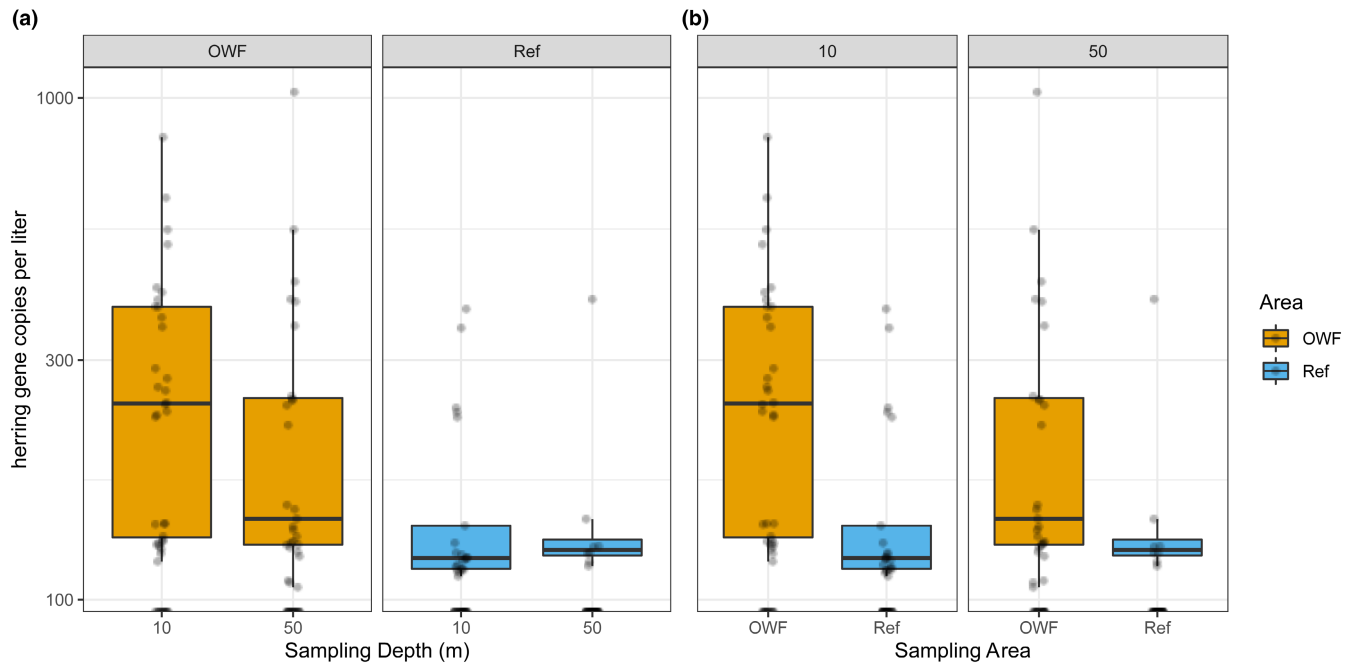 (a)
(b)
OWF
Ref
10
50
herring gene copies per liter
1000
300
100
10
50
10
50
OWF
Ref
OWF
Ref
Sampling Depth (m)
Sampling Area
Area
OWF
Ref